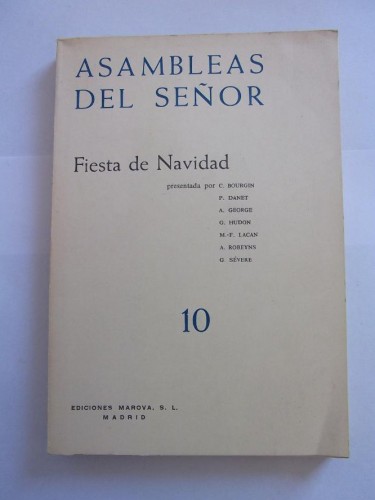 ASAMBLEAS
DEL SEÑOR
Fiesta de Navidad
presentada por C. BOURGIN
P. DANET
A. GEORGE
G. HUDON
M.-F. LACAN
A. ROBEYNS
G. SÉVERE
10
EDICIONES MAROVA, S. L.
MADRID